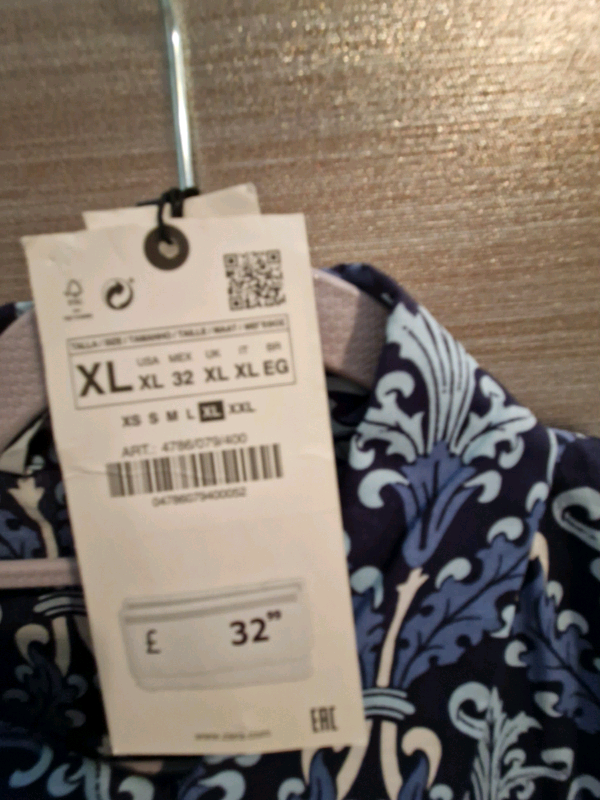 TALLA / SIZE / TAMANHO / TAILLE / MAAT /
USA MEX UK IT BR
XL XL 32 XL XL EG
XS S M L XL XXL
ART.: 4786/079/400
04786079400052
£ 32⁹⁹
www.zara.com
EAC